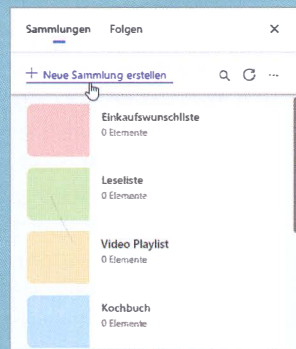 Sammlungen Folgen
+ Neue Sammlung erstellen
Einkaufswunschliste
0 Elemente
Leseliste
0 Elemente
Video Playlist
0 Elemente
Kochbuch
0 Elemente